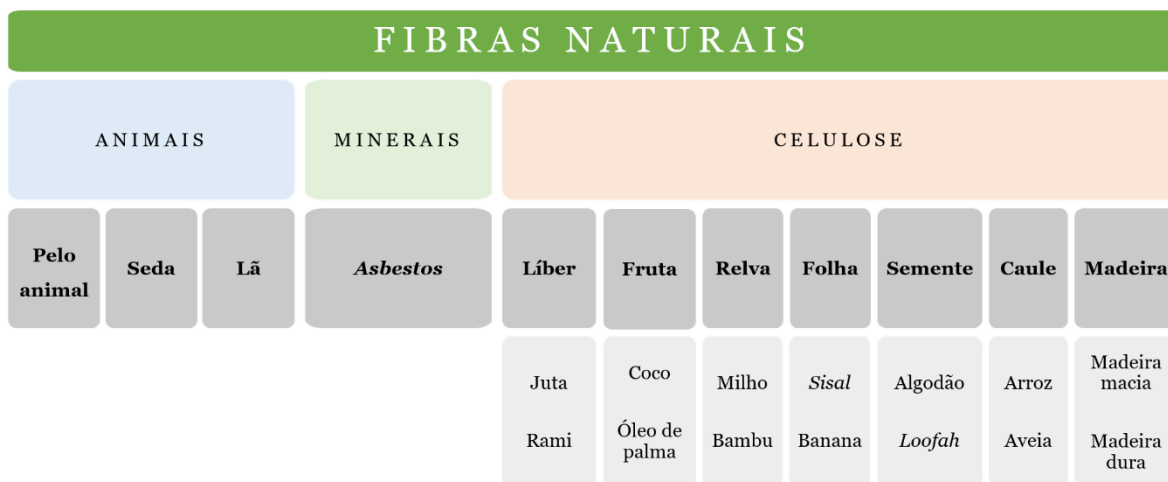 FIBRAS NATURAIS
ANIMAIS
MINERAIS
CELULOSE
Pelo
animal
Seda
Lã
Asbestos
Líber
Fruta
Relva
Folha
Semente
Caule
Madeira
Juta
Rami
Coco
Óleo de
palma
Milho
Bambu
Sisal
Banana
Algodão
Loofah
Arroz
Aveia
Madeira
macia
Madeira
dura